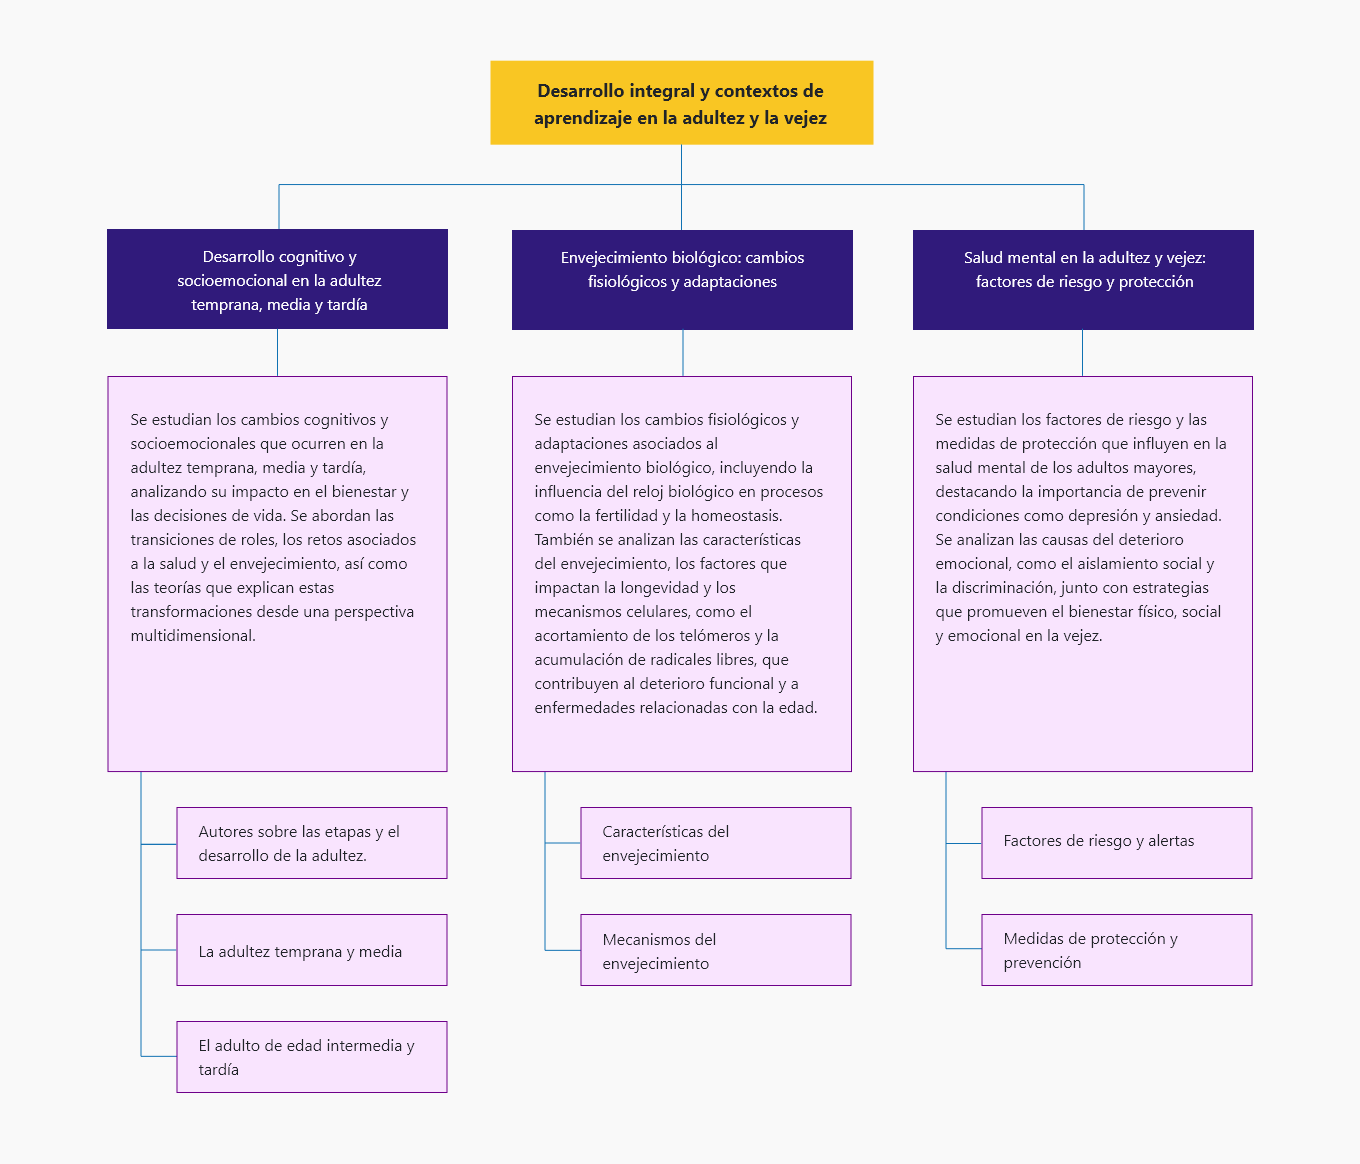 Desarrollo integral y contextos de
aprendizaje en la adultez y la vejez
Desarrollo cognitivo y
socioemocional en la adultez
temprana, media y tardía
Envejecimiento biológico: cambios
fisiológicos y adaptaciones
Salud mental en la adultez y vejez:
factores de riesgo y protección
Se estudian los cambios cognitivos y
socioemocionales que ocurren en la
adultez temprana, media y tardía,
analizando su impacto en el bienestar y
las decisiones de vida. Se abordan las
transiciones de roles, los retos asociados
a la salud y el envejecimiento, así como
las teorías que explican estas
transformaciones desde una perspectiva
multidimensional.
Se estudian los cambios fisiológicos y
adaptaciones asociados al
envejecimiento biológico, incluyendo la
influencia del reloj biológico en procesos
como la fertilidad y la homeostasis.
También se analizan las características
del envejecimiento, los factores que
impactan la longevidad y los
mecanismos celulares, como el
acortamiento de los telómeros y la
acumulación de radicales libres, que
contribuyen al deterioro funcional y a
enfermedades relacionadas con la edad.
Se estudian los factores de riesgo y las
medidas de protección que influyen en la
salud mental de los adultos mayores,
destacando la importancia de prevenir
condiciones como depresión y ansiedad.
Se analizan las causas del deterioro
emocional, como el aislamiento social y
la discriminación, junto con estrategias
que promueven el bienestar físico, social
y emocional en la vejez.
Autores sobre las etapas y el
desarrollo de la adultez.
La adultez temprana y media
El adulto de edad intermedia y
tardía
Características del
envejecimiento
Mecanismos del
envejecimiento
Factores de riesgo y alertas
Medidas de protección y
prevención